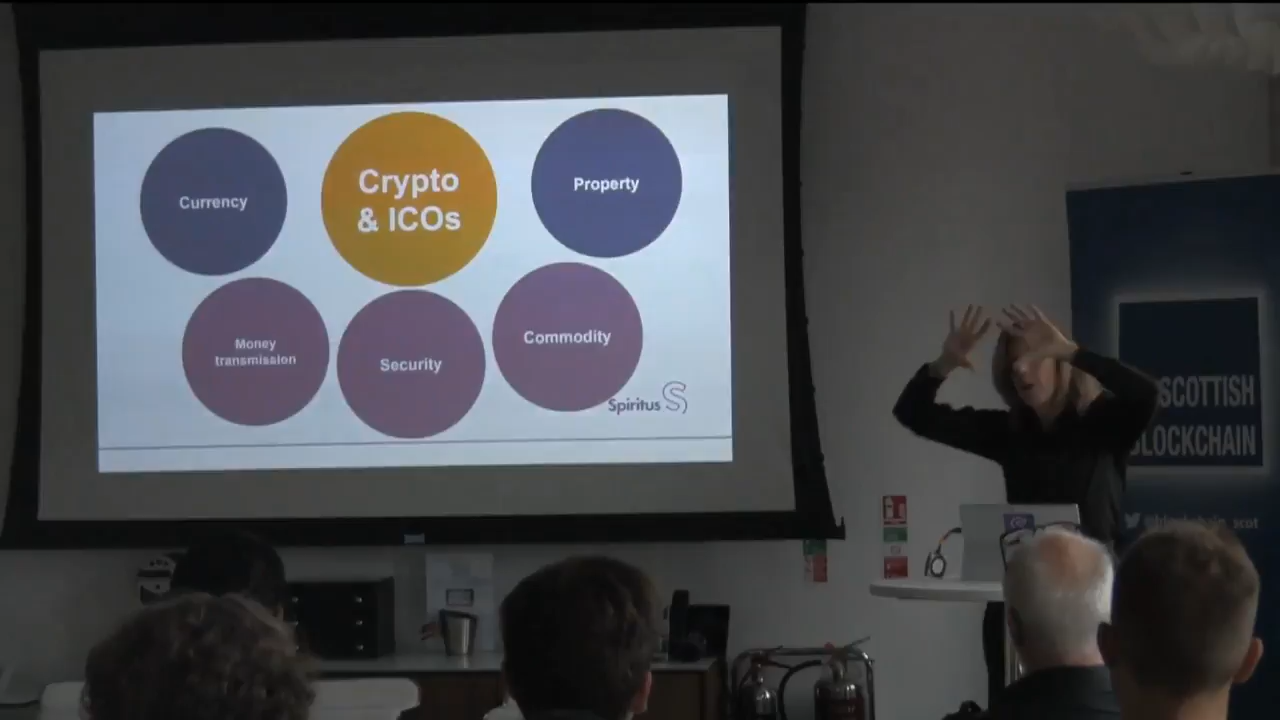 Currency
Crypto
& ICOs
Property
Money
transmission
Security
Commodity
Spiritus
SCOTTISH
BLOCKCHAIN